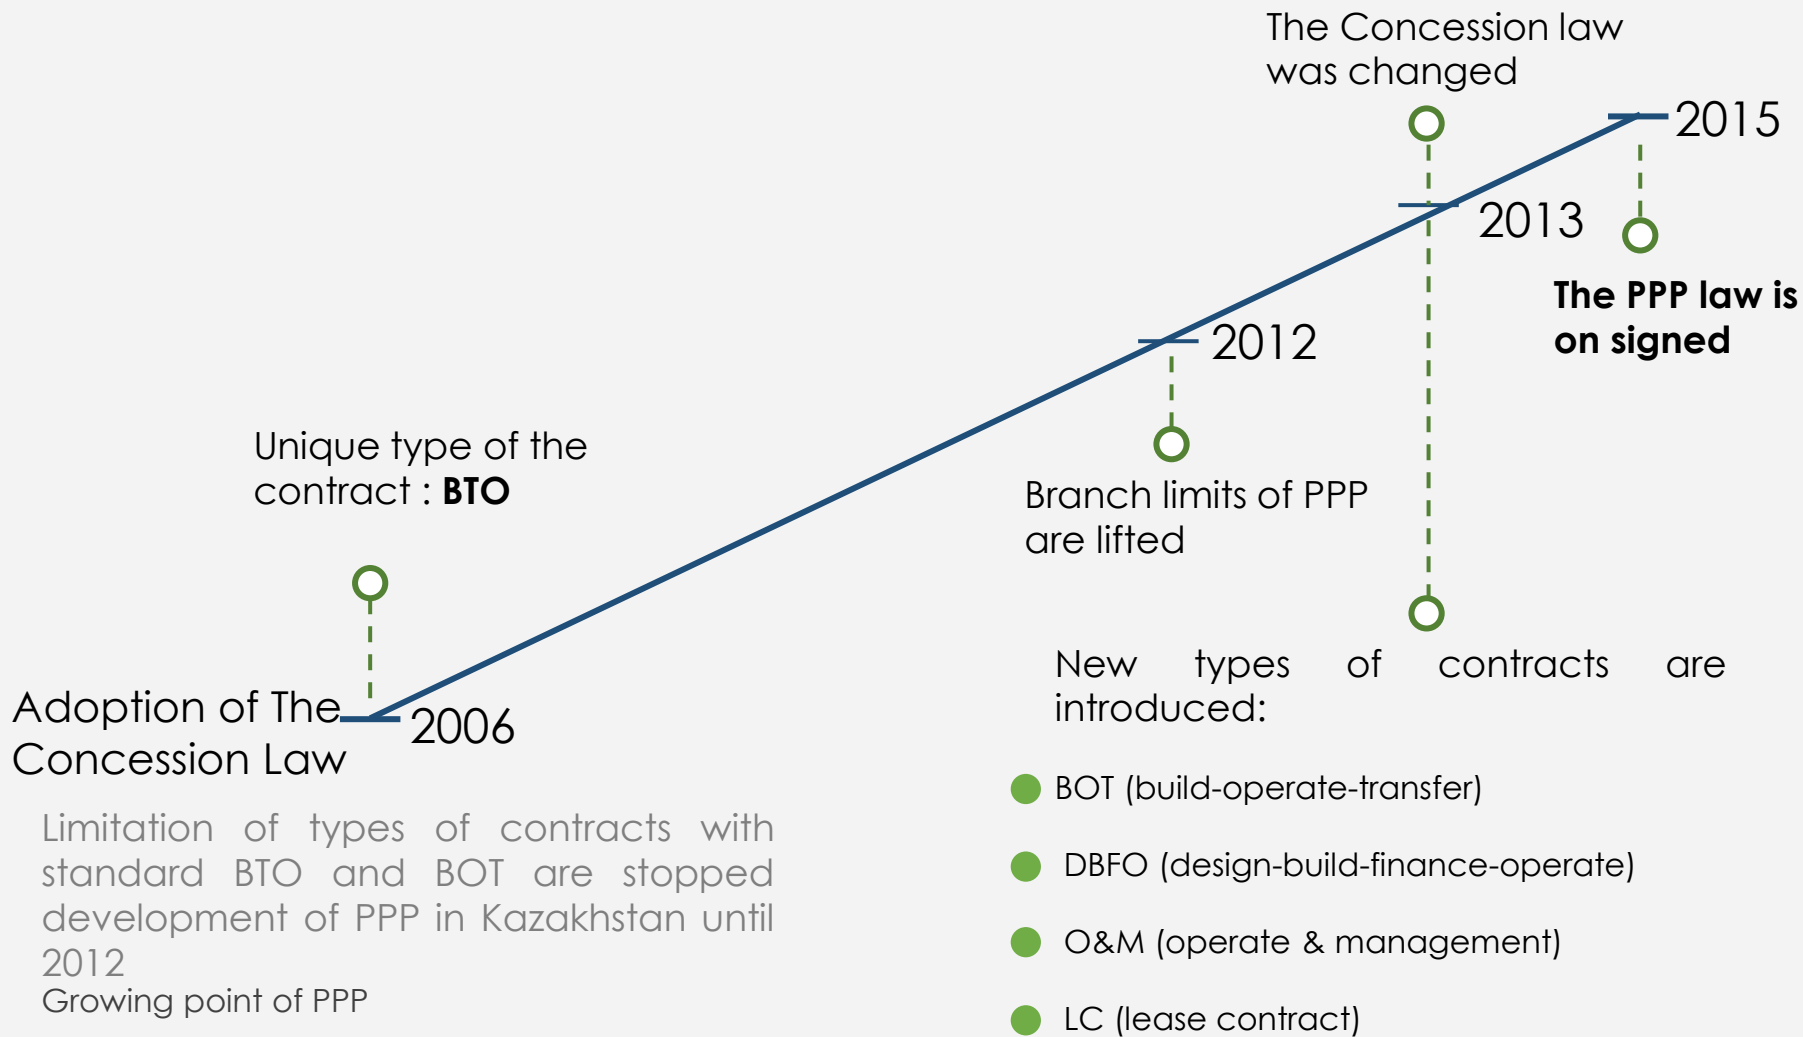 The Concession law
was changed
2015
2013
The PPP law is
on signed
2012
Unique type of the
contract : BTO
Branch limits of PPP
are lifted
Adoption of The
Concession Law
2006
New types of contracts are
introduced:
BOT (build-operate-transfer)
DBFO (design-build-finance-operate)
O&M (operate & management)
LC (lease contract)
Limitation of types of contracts with
standard BTO and BOT are stopped
development of PPP in Kazakhstan until
2012
Growing point of PPP